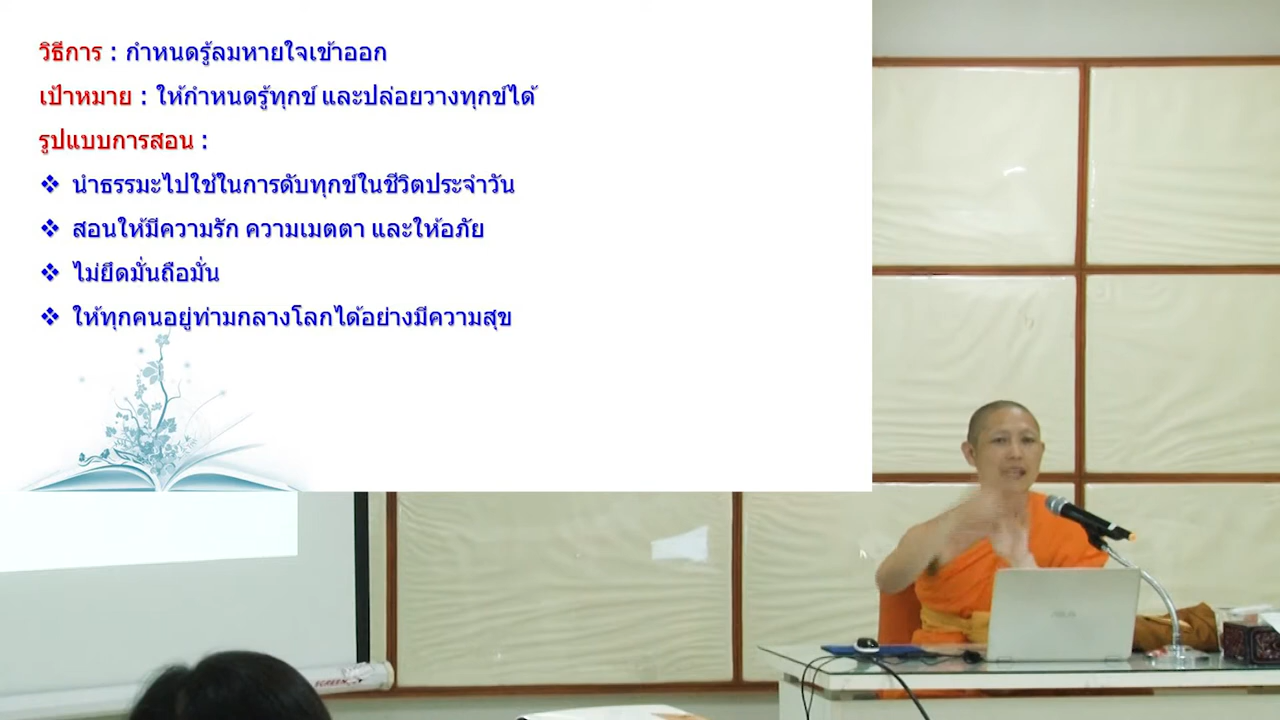 วิธีการ : กำหนดรู้ลมหายใจเข้าออก
เป้าหมาย : ให้กำหนดรู้ทุกข์ และปล่อยวางทุกข์ได้
รูปแบบการสอน :
❖ นำธรรมะไปใช้ในการดับทุกข์ในชีวิตประจำวัน
❖ สอนให้มีความรัก ความเมตตา และให้อภัย
❖ ไม่ยึดมั่นถือมั่น
❖ ให้ทุกคนอยู่ท่ามกลางโลกได้อย่างมีความสุข
SCREEN
ASUS